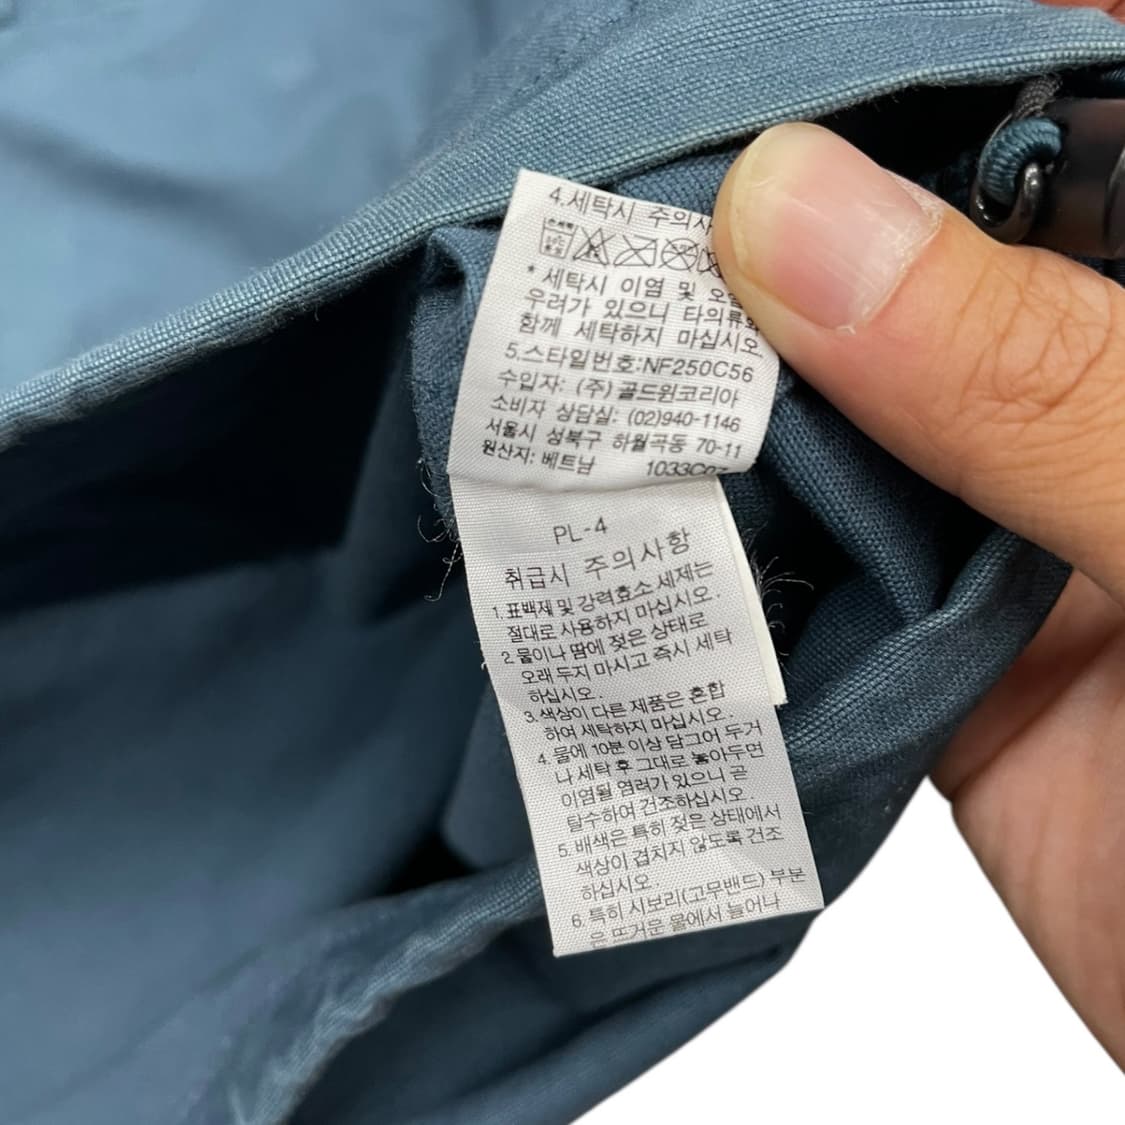 4.세탁시 주의사
* 세탁시 이염 및
우려가 있으니 타의류와
함께 세탁하지 마십시오.
5.스타일번호:NF250C56
수입자: (주)골드윈코리아
소비자 상담실: (02)940-1146
서울시 성북구 하월곡동 70-11
원산지: 베트남 1033C07
PL-4
취급시 주의사항
1. 표백제 및 강력효소 세제는
절대로 사용하지 마십시오.
2. 물이나 땀에 젖은 상태로
오래 두지 마시고 즉시 세탁
하십시오.
3. 색상이 다른 제품은 혼합
하여 세탁하지 마십시오.
4. 물에 10분 이상 담그어 두거
나 세탁 후 그대로 놓아두면
이염될 염려가 있으니 곧
탈수하여 건조하십시오.
5. 배색은 특히 젖은 상태에서
색상이 겹치지 않도록 건조
하십시오
6. 특히 시보리(고무밴드) 부분
은 뜨거운 물에서 늘어나